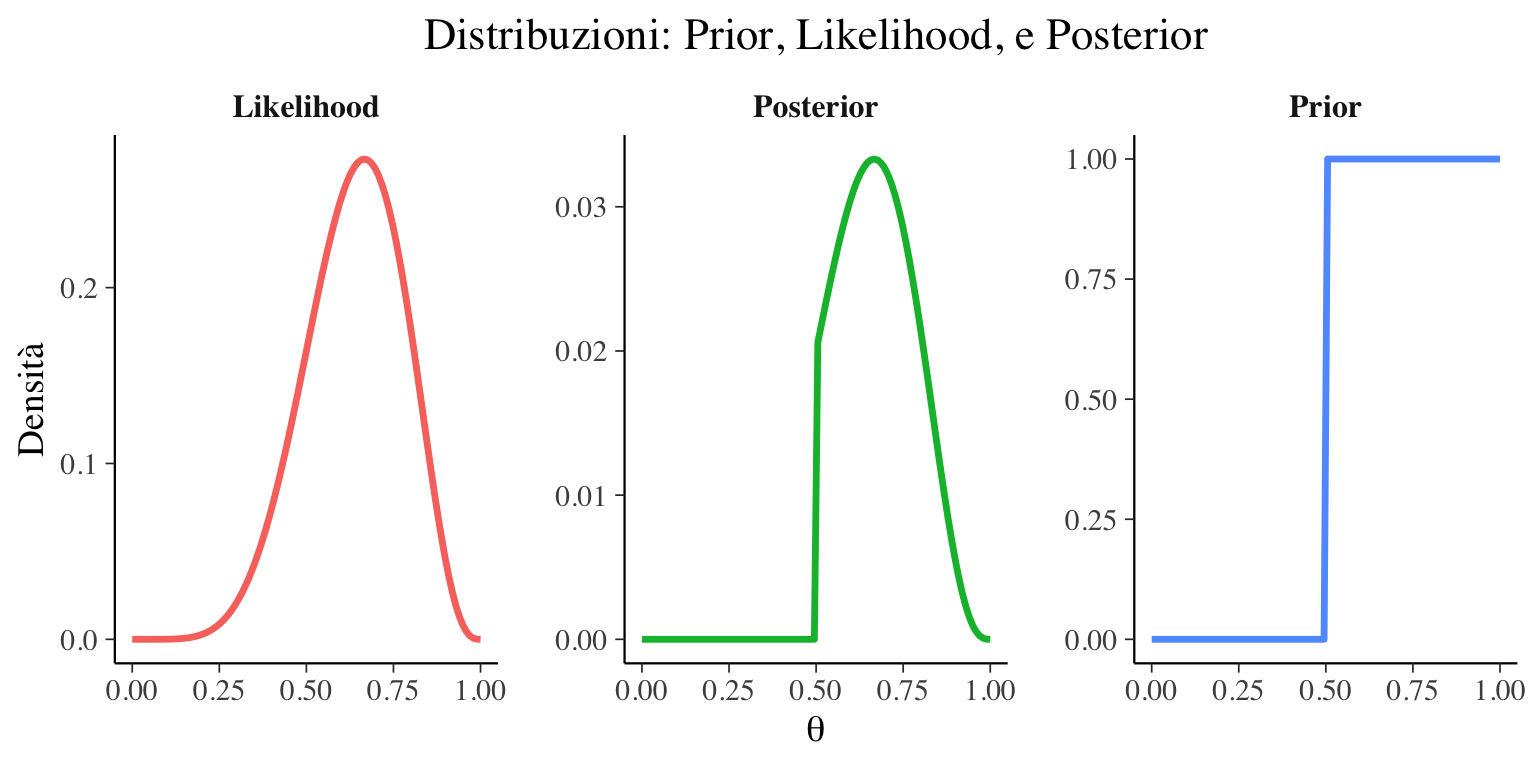 Distribuzioni: Prior, Likelihood, e Posterior
Likelihood
Posterior
Prior
Densità
0.2
0.1
0.0
0.00 0.25 0.50 0.75 1.00
0.03
0.02
0.01
0.00
0.00 0.25 0.50 0.75 1.00
1.00
0.75
0.50
0.25
0.00
0.00 0.25 0.50 0.75 1.00
θ